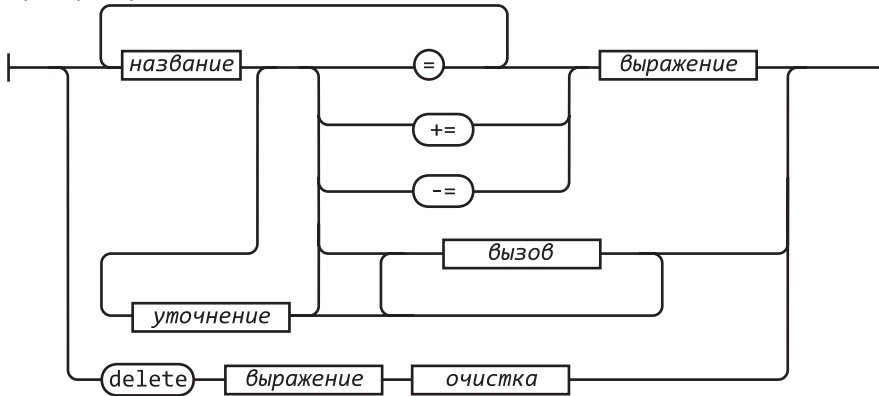 название = выражение
+=
-=
вызов
уточнение
delete выражение очистка